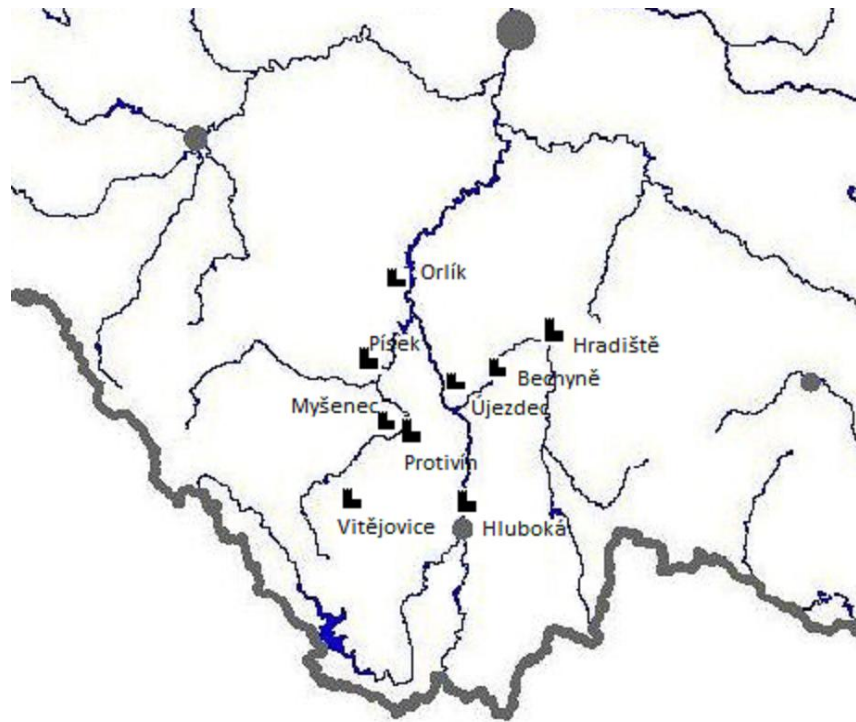 Orlík
Písek
Hradiště
Bechyně
Myšenec
Újezdec
Protivín
Vitějovice
Hluboká